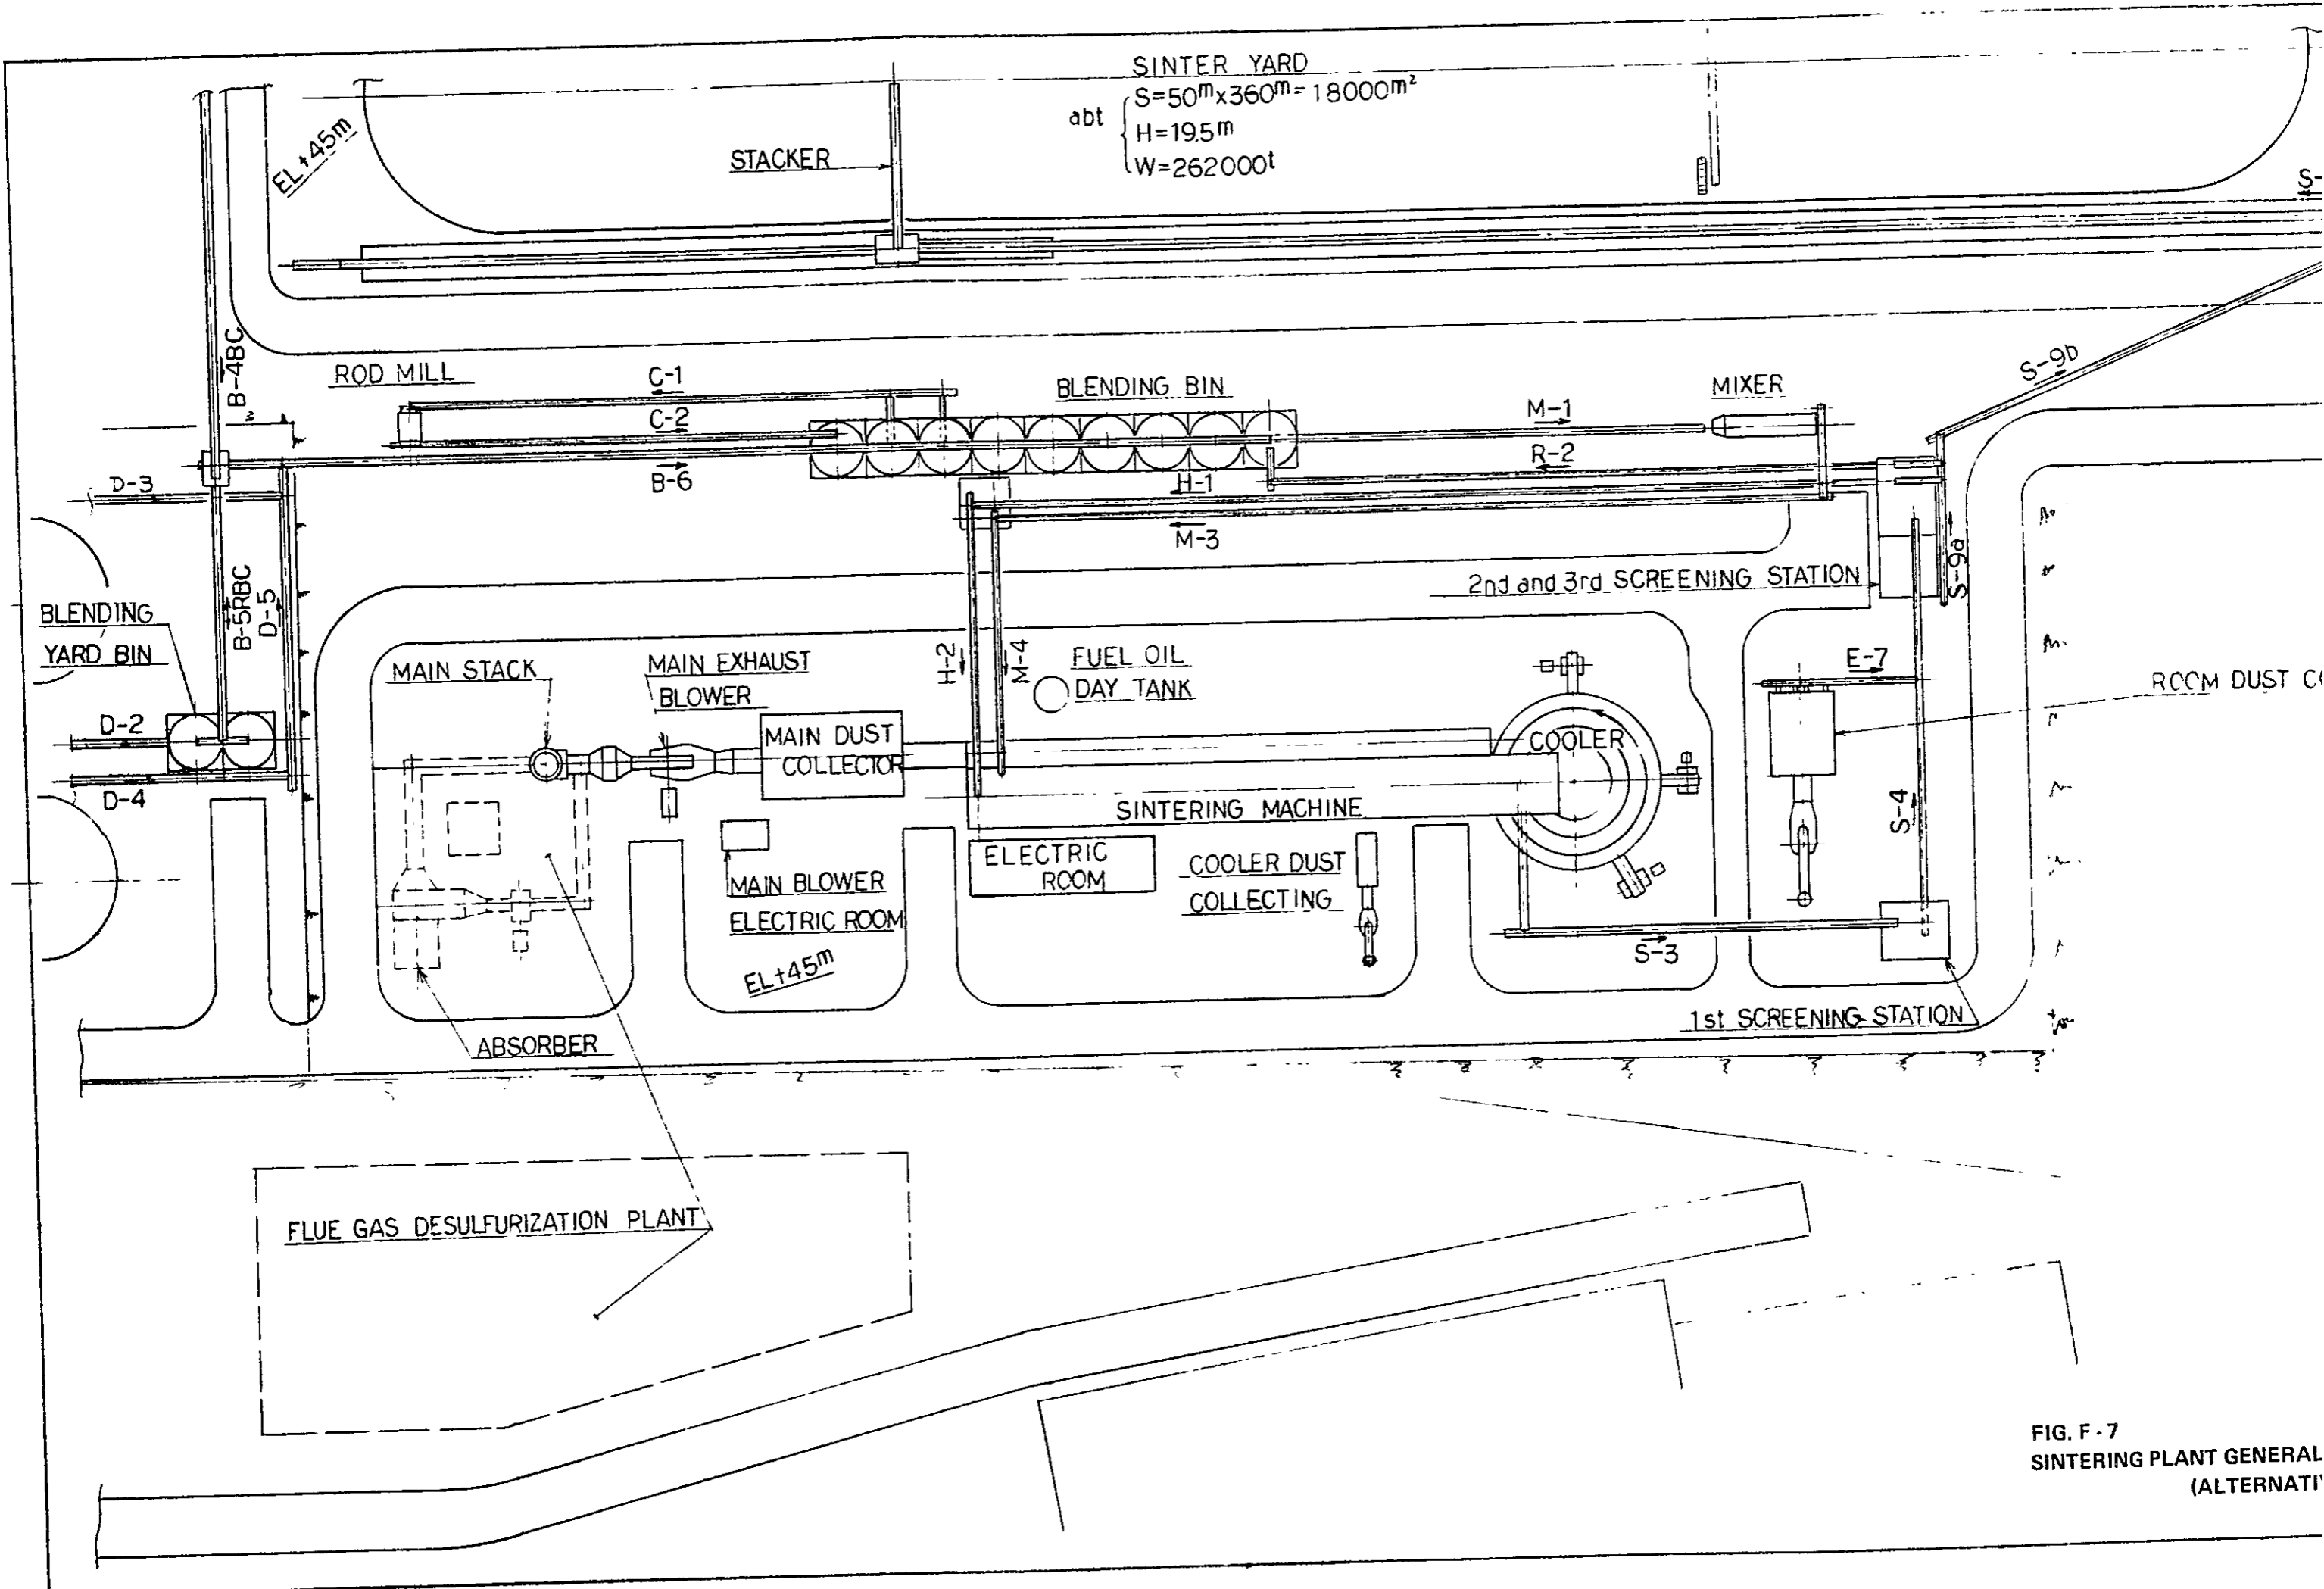 SINTER YARD
abt
S=50ᵐx360ᵐ=18000m²
H=19.5ᵐ
W=262000ᵗ
STACKER
EL+45m
S-
B-4BC
ROD MILL
C-1
C-2
BLENDING BIN
MIXER
M-1
S-9b
R-2
H-1
B-6
D-3
M-3
S-9a
2nd and 3rd SCREENING STATION
B-5RBC
D-5
BLENDING
YARD BIN
MAIN STACK
MAIN EXHAUST
BLOWER
H-2
M-4
FUEL OIL
DAY TANK
E-7
ROOM DUST CO
D-2
D-4
MAIN DUST
COLLECTOR
COOLER
SINTERING MACHINE
S-4
ELECTRIC
ROOM
COOLER DUST
COLLECTING
MAIN BLOWER
ELECTRIC ROOM
EL+45ᵐ
S-3
1st SCREENING STATION
ABSORBER
FLUE GAS DESULFURIZATION PLANT
FIG. F-7
SINTERING PLANT GENERAL
(ALTERNATI